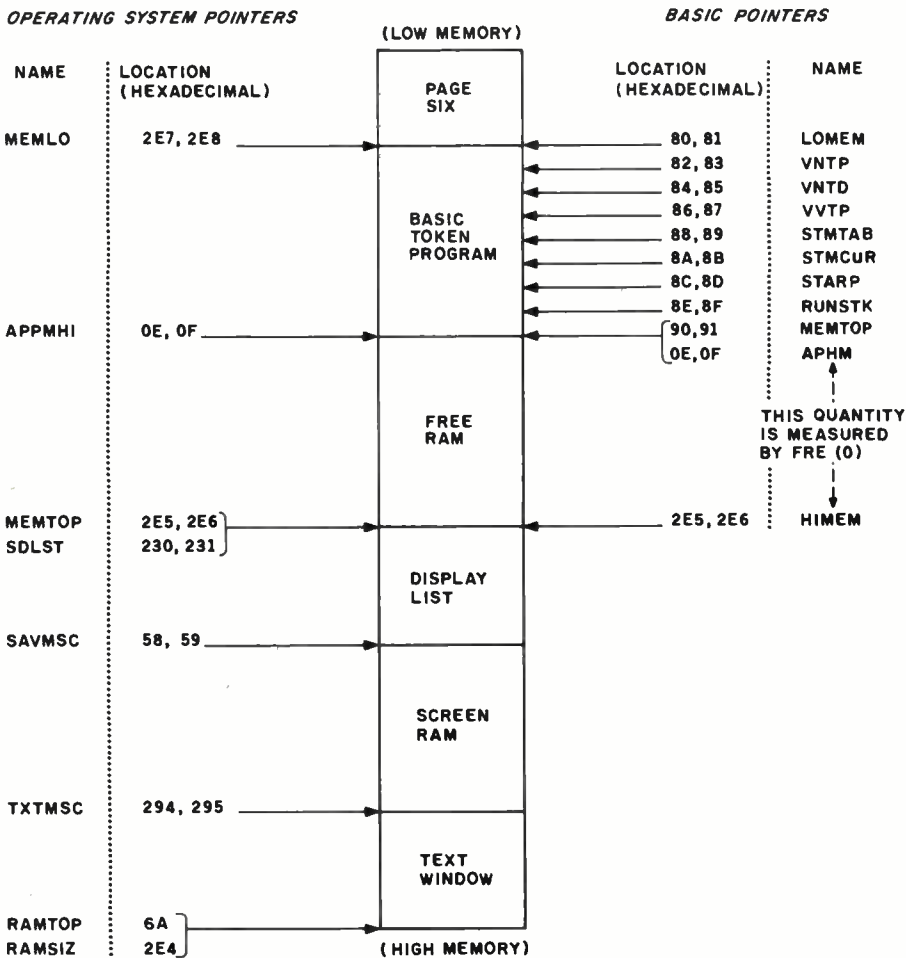 OPERATING SYSTEM POINTERS
BASIC POINTERS
(LOW MEMORY)
NAME
LOCATION
(HEXADECIMAL)
LOCATION
(HEXADECIMAL)
NAME
PAGE
SIX
MEMLO 2E7, 2E8
80, 81 LOMEM
82, 83 VNTP
84, 85 VNTD
86, 87 VVTP
88, 89 STMTAB
8A, 8B STMCUR
8C, 8D STARP
8E, 8F RUNSTK
BASIC
TOKEN
PROGRAM
APPMHI 0E, 0F
90, 91 MEMTOP
0E, 0F APHM
FREE
RAM
THIS QUANTITY
IS MEASURED
BY FRE (0)
MEMTOP 2E5, 2E6
SDLST 230, 231
2E5, 2E6 HIMEM
DISPLAY
LIST
SAVMSC 58, 59
SCREEN
RAM
TXTMSC 294, 295
TEXT
WINDOW
RAMTOP 6A
RAMSIZ 2E4
(HIGH MEMORY)